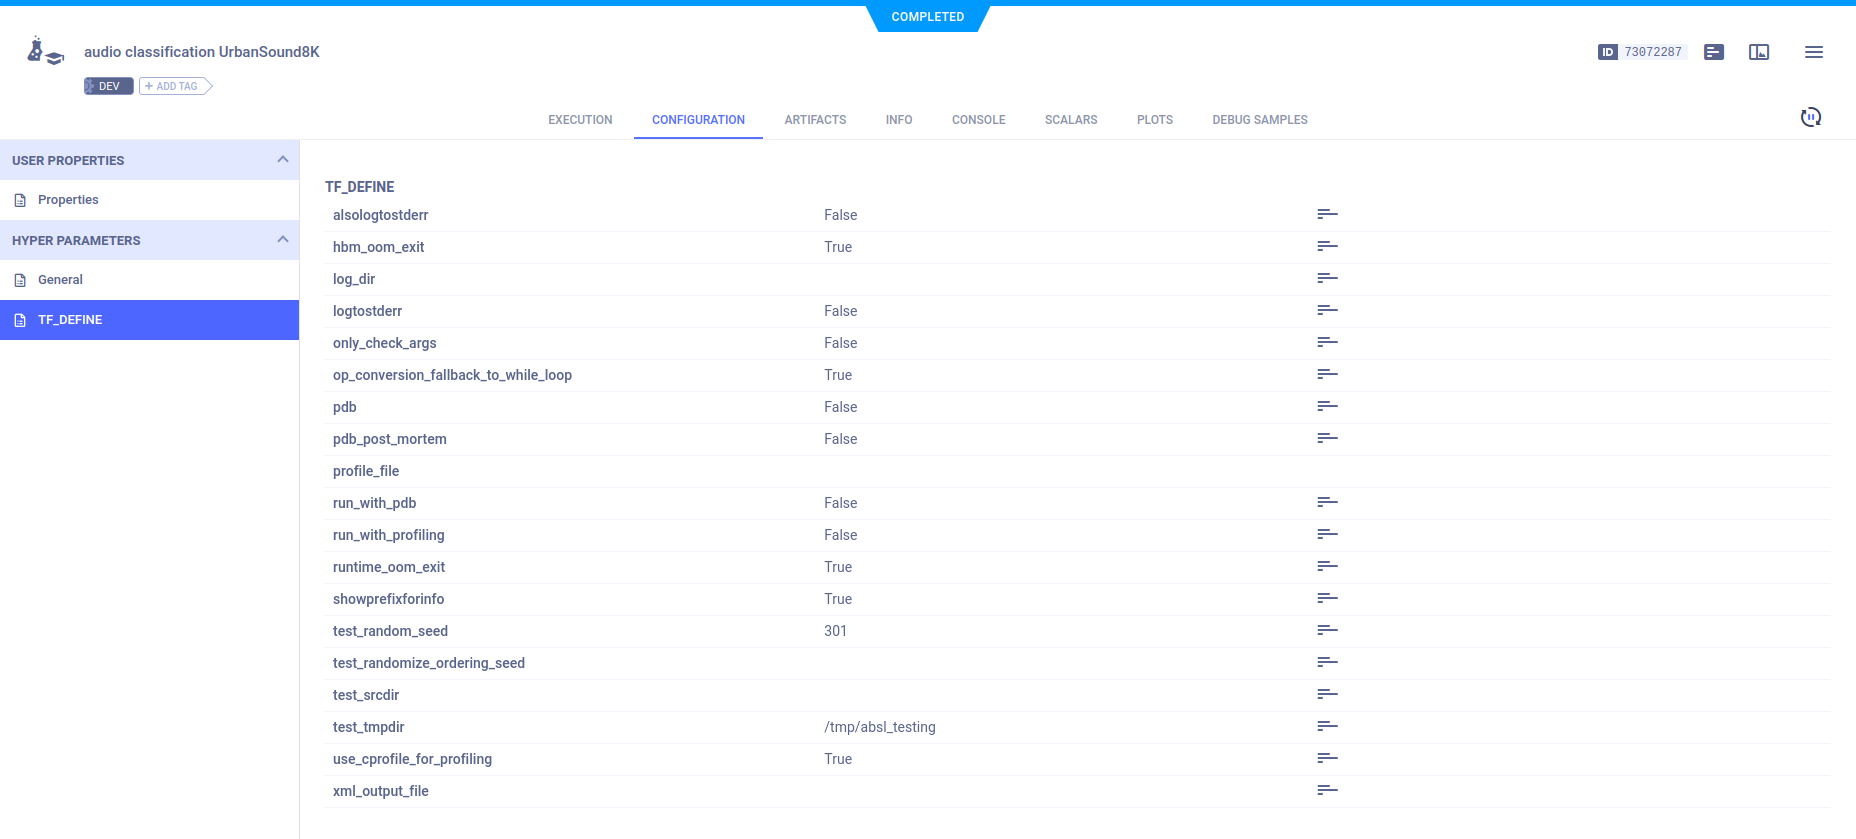 COMPLETED
audio classification UrbanSound8K
ID 73072287
DEV + ADD TAG
EXECUTION CONFIGURATION ARTIFACTS INFO CONSOLE SCALARS PLOTS DEBUG SAMPLES
USER PROPERTIES
Properties
HYPER PARAMETERS
General
TF_DEFINE
TF_DEFINE
alsologtostderr False
hbm_oom_exit True
log_dir
logtostderr False
only_check_args False
op_conversion_fallback_to_while_loop True
pdb False
pdb_post_mortem False
profile_file
run_with_pdb False
run_with_profiling False
runtime_oom_exit True
showprefixforinfo True
test_random_seed 301
test_randomize_ordering_seed
test_srcdir
test_tmpdir /tmp/absl_testing
use_cprofile_for_profiling True
xml_output_file